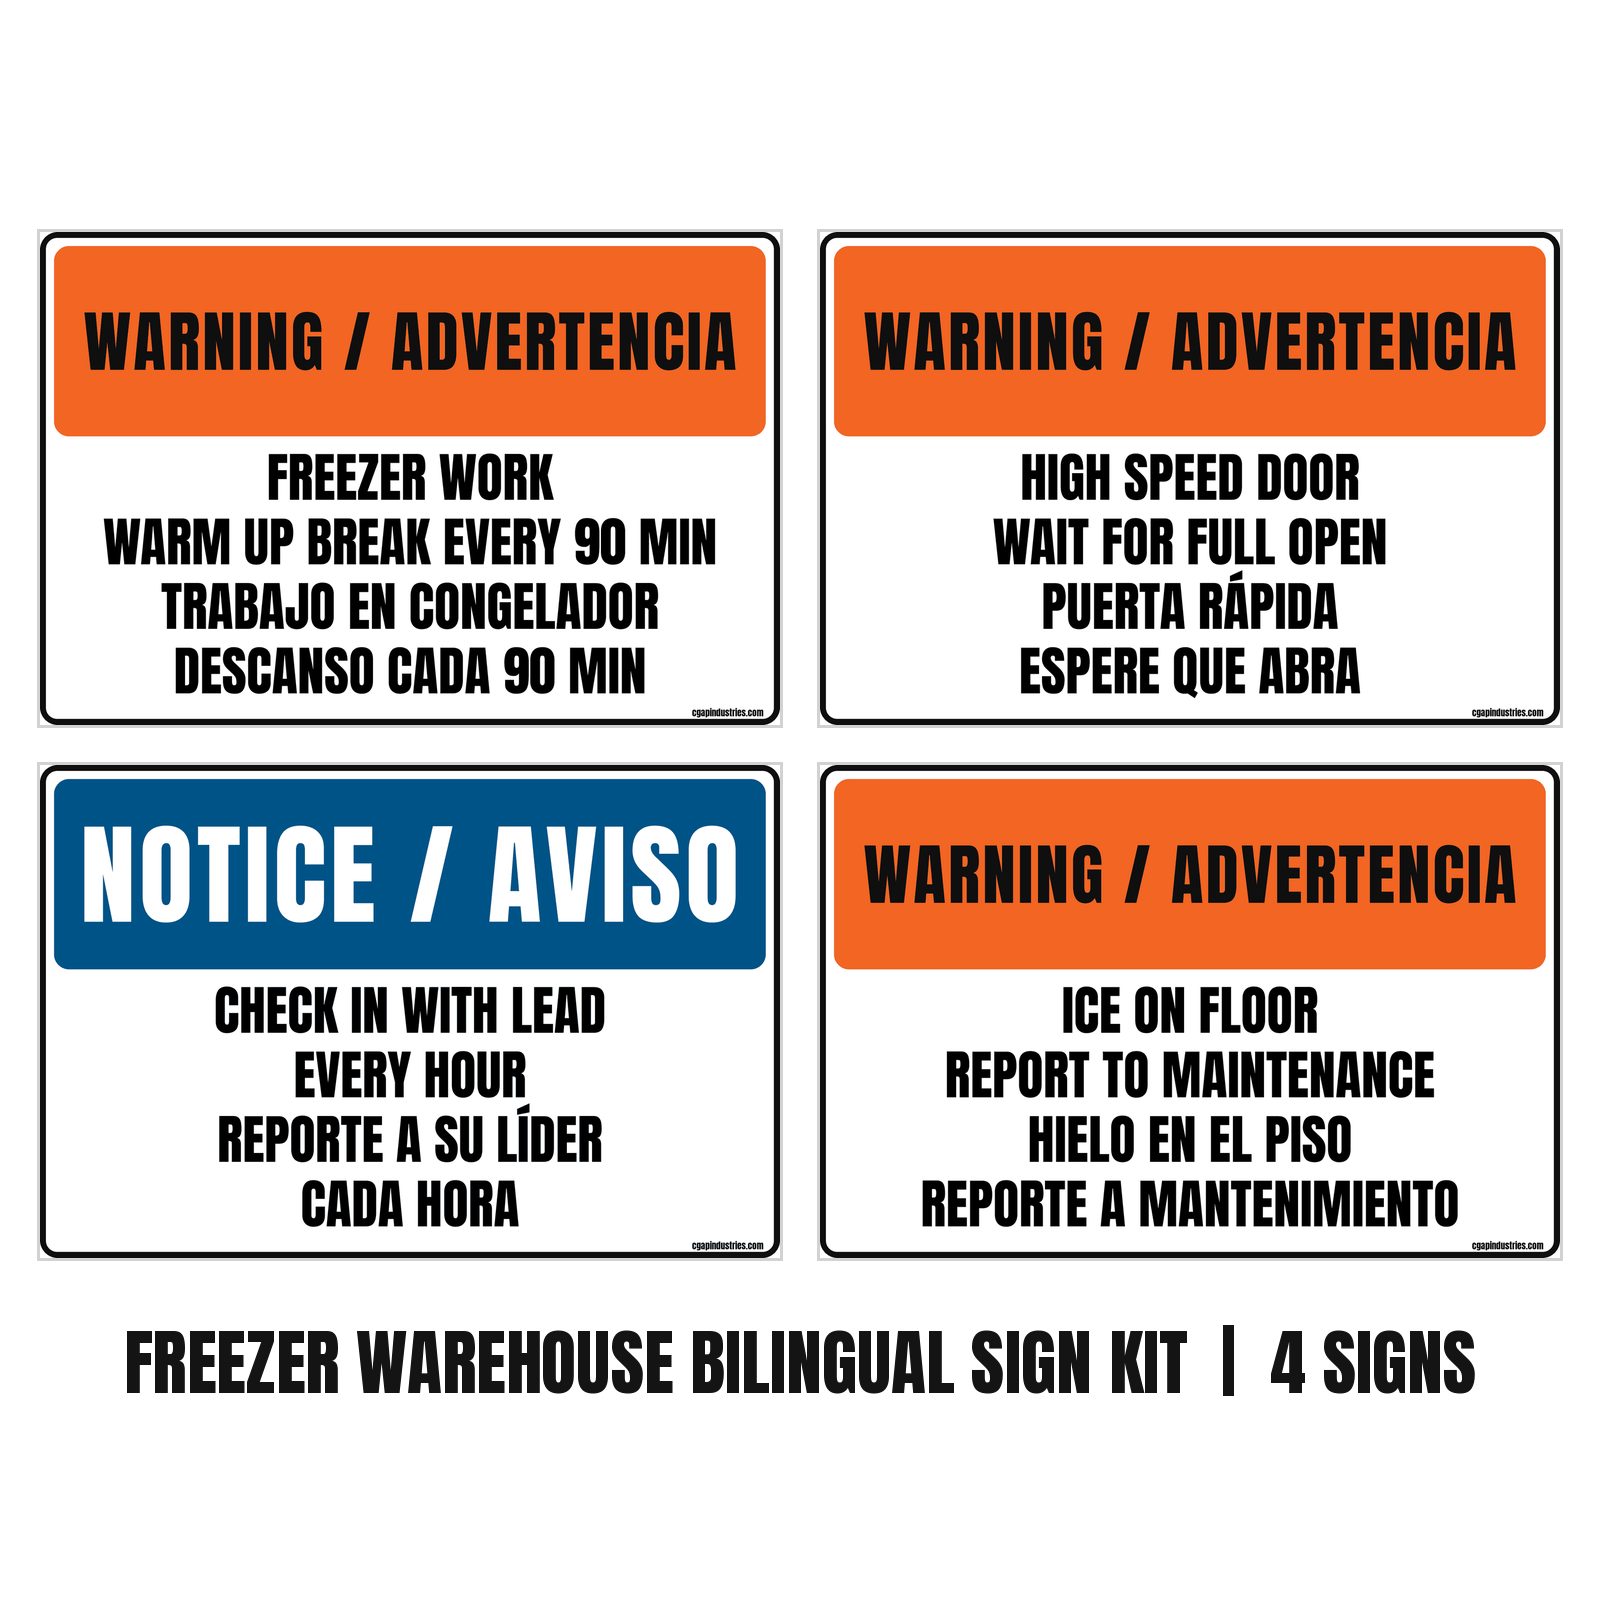 WARNING / ADVERTENCIA
FREEZER WORK
WARM UP BREAK EVERY 90 MIN
TRABAJO EN CONGELADOR
DESCANSO CADA 90 MIN
cgapindustries.com
WARNING / ADVERTENCIA
HIGH SPEED DOOR
WAIT FOR FULL OPEN
PUERTA RÁPIDA
ESPERE QUE ABRA
cgapindustries.com
NOTICE / AVISO
CHECK IN WITH LEAD
EVERY HOUR
REPORTE A SU LÍDER
CADA HORA
cgapindustries.com
WARNING / ADVERTENCIA
ICE ON FLOOR
REPORT TO MAINTENANCE
HIELO EN EL PISO
REPORTE A MANTENIMIENTO
cgapindustries.com
FREEZER WAREHOUSE BILINGUAL SIGN KIT | 4 SIGNS